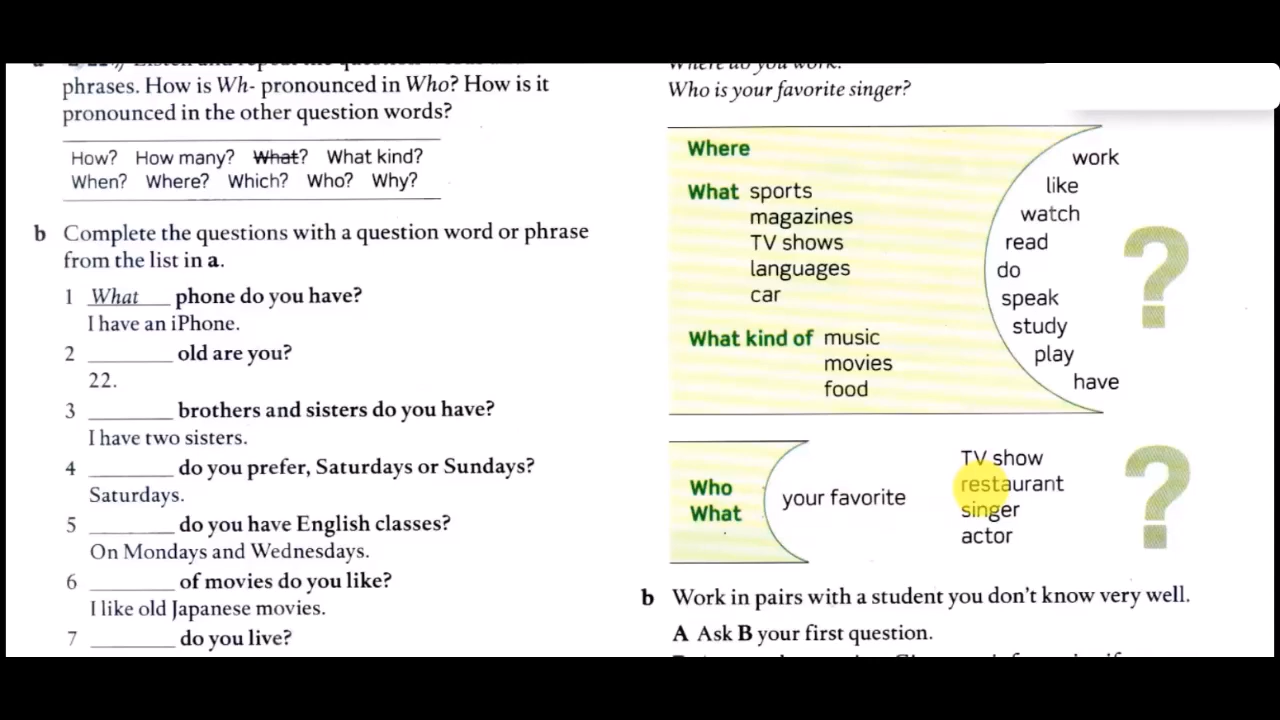 phrases. How is Wh- pronounced in Who? How is it
pronounced in the other question words?
How? How many? What? What kind?
When? Where? Which? Who? Why?
b Complete the questions with a question word or phrase
from the list in a.
1 What phone do you have?
I have an iPhone.
2 ________ old are you?
22.
3 ________ brothers and sisters do you have?
I have two sisters.
4 ________ do you prefer, Saturdays or Sundays?
Saturdays.
5 ________ do you have English classes?
On Mondays and Wednesdays.
6 ________ of movies do you like?
I like old Japanese movies.
7 ________ do you live?
Where do you work?
Who is your favorite singer?
Where
What sports
magazines
TV shows
languages
car
What kind of music
movies
food
work
like
watch
read
do
speak
study
play
have
?
Who
What
your favorite
TV show
restaurant
singer
actor
?
b Work in pairs with a student you don't know very well.
A Ask B your first question.